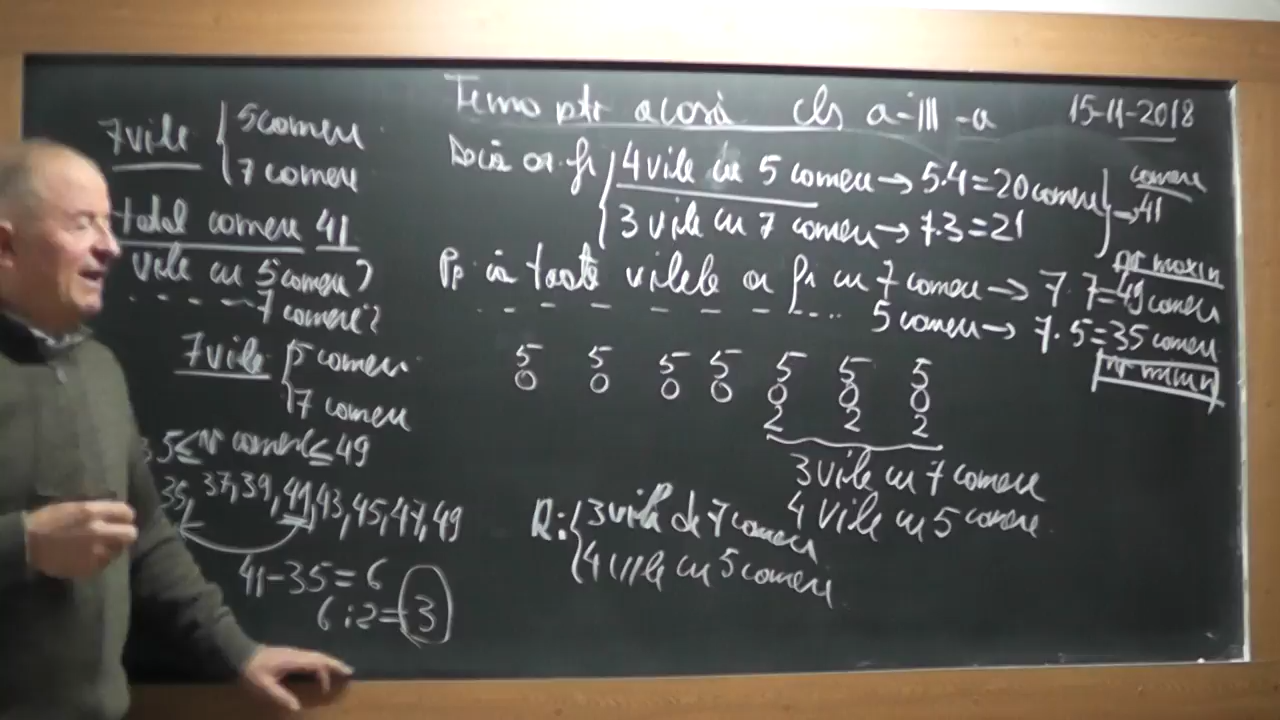 Tema ptr acasă cls a-III-a 15-11-2018
7 vile { 5 camere
7 camere
total camere 41
vile cu 5 camere?
- - - - - 7 camere?
7 vile { 5 camere
7 camere
35 ≤ nr camere ≤ 49
35, 37, 39, 41, 43, 45, 47, 49
41-35=6
6:2=3
Deci or fi { 4 vile cu 5 camere → 5·4=20 camere } → 41 camere
3 vile cu 7 camere → 7·3=21
Pp. că toate vilele ar fi cu 7 camere → 7·7=49 camere
nr maxim
- - - - - - - .... 5 camere → 7·5=35 camere
nr minim
5 5 5 5 5 5 5
0 0 0 0 0 0 0
2 2 2
3 vile cu 7 camere
4 vile cu 5 camere
R: { 3 vile de 7 camere
4 vile cu 5 camere